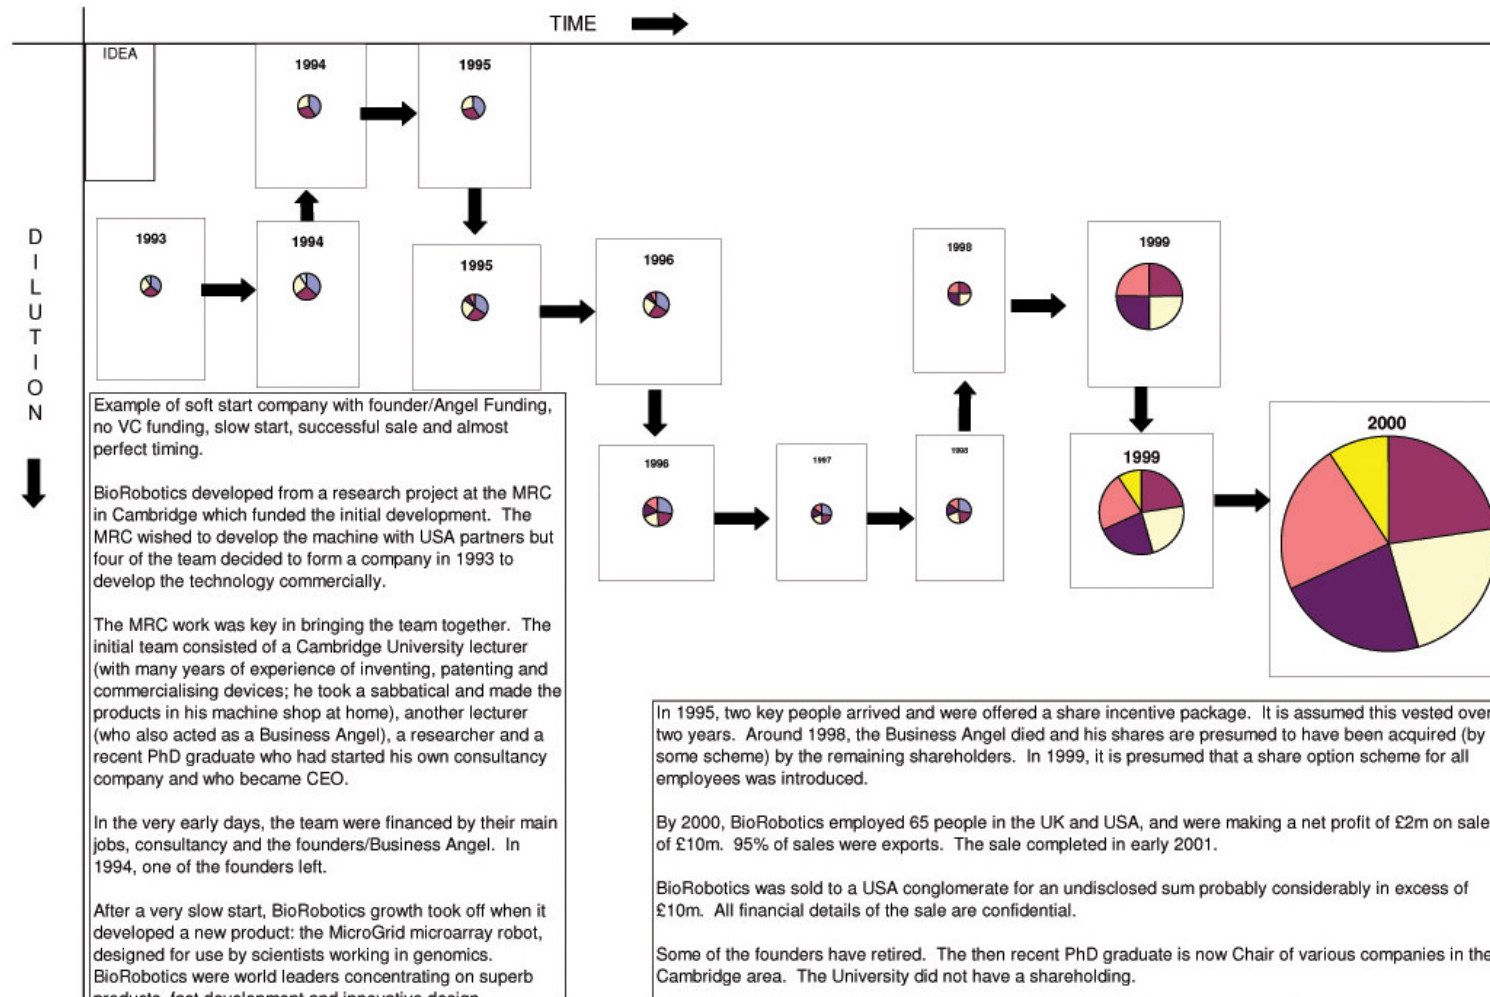 TIME
IDEA
1994
1995
DILUTION
1993
1994
1995
1996
1998
1999
1996
1997
1998
1999
2000
Example of soft start company with founder/Angel Funding,
no VC funding, slow start, successful sale and almost
perfect timing.
BioRobotics developed from a research project at the MRC
in Cambridge which funded the initial development. The
MRC wished to develop the machine with USA partners but
four of the team decided to form a company in 1993 to
develop the technology commercially.
The MRC work was key in bringing the team together. The
initial team consisted of a Cambridge University lecturer
(with many years of experience of inventing, patenting and
commercialising devices; he took a sabbatical and made the
products in his machine shop at home), another lecturer
(who also acted as a Business Angel), a researcher and a
recent PhD graduate who had started his own consultancy
company and who became CEO.
In the very early days, the team were financed by their main
jobs, consultancy and the founders/Business Angel. In
1994, one of the founders left.
After a very slow start, BioRobotics growth took off when it
developed a new product: the MicroGrid microarray robot,
designed for use by scientists working in genomics.
BioRobotics were world leaders concentrating on superb
products, fast development and innovative design
In 1995, two key people arrived and were offered a share incentive package. It is assumed this vested over
two years. Around 1998, the Business Angel died and his shares are presumed to have been acquired (by
some scheme) by the remaining shareholders. In 1999, it is presumed that a share option scheme for all
employees was introduced.
By 2000, BioRobotics employed 65 people in the UK and USA, and were making a net profit of £2m on sale
of £10m. 95% of sales were exports. The sale completed in early 2001.
BioRobotics was sold to a USA conglomerate for an undisclosed sum probably considerably in excess of
£10m. All financial details of the sale are confidential.
Some of the founders have retired. The then recent PhD graduate is now Chair of various companies in the
Cambridge area. The University did not have a shareholding.